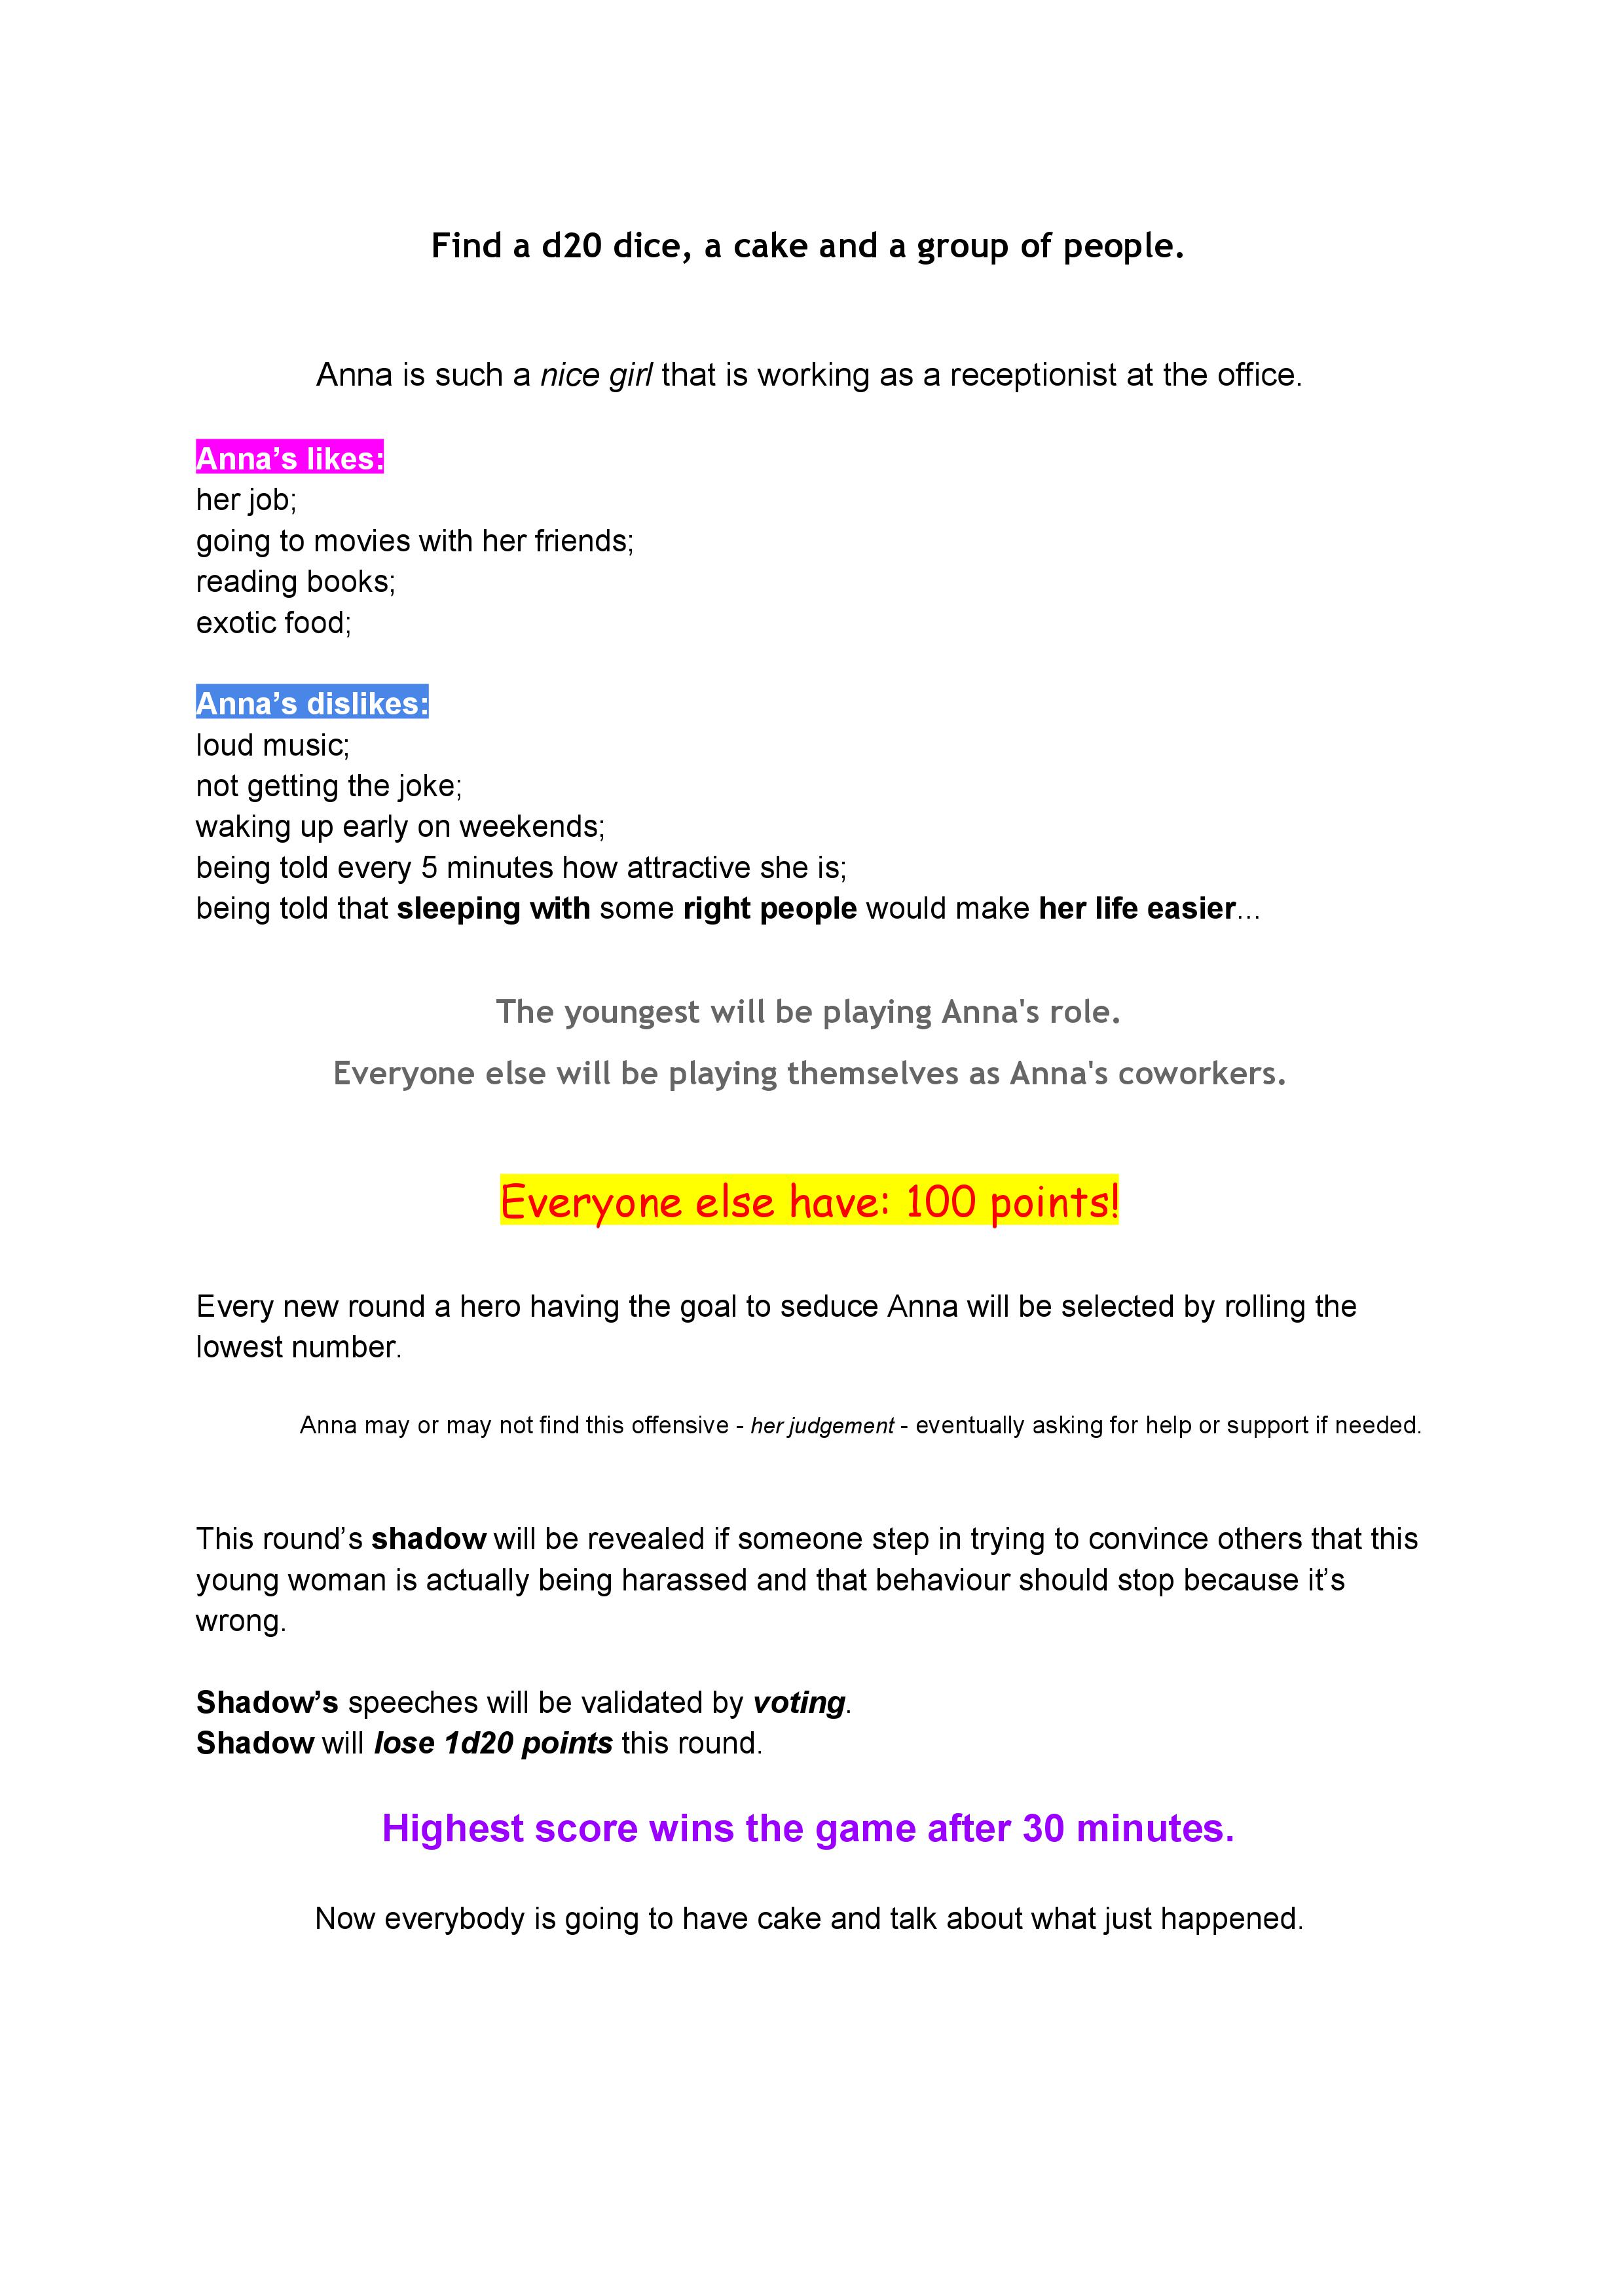 Find a d20 dice, a cake and a group of people.
Anna is such a nice girl that is working as a receptionist at the office.
Anna’s likes:
her job;
going to movies with her friends;
reading books;
exotic food;
Anna’s dislikes:
loud music;
not getting the joke;
waking up early on weekends;
being told every 5 minutes how attractive she is;
being told that sleeping with some right people would make her life easier...
The youngest will be playing Anna's role.
Everyone else will be playing themselves as Anna's coworkers.
Everyone else have: 100 points!
Every new round a hero having the goal to seduce Anna will be selected by rolling the
lowest number.
Anna may or may not find this offensive - her judgement - eventually asking for help or support if needed.
This round’s shadow will be revealed if someone step in trying to convince others that this
young woman is actually being harassed and that behaviour should stop because it’s
wrong.
Shadow’s speeches will be validated by voting.
Shadow will lose 1d20 points this round.
Highest score wins the game after 30 minutes.
Now everybody is going to have cake and talk about what just happened.